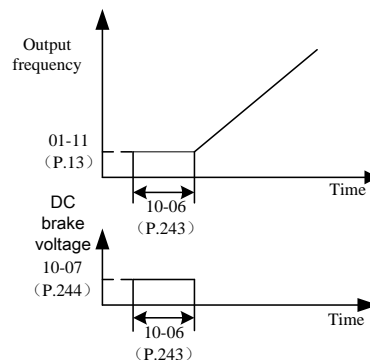 Output
frequency
01-11
（P.13）
Time
10-06
（P.243）
DC
brake
voltage
10-07
（P.244）
Time
10-06
（P.243）